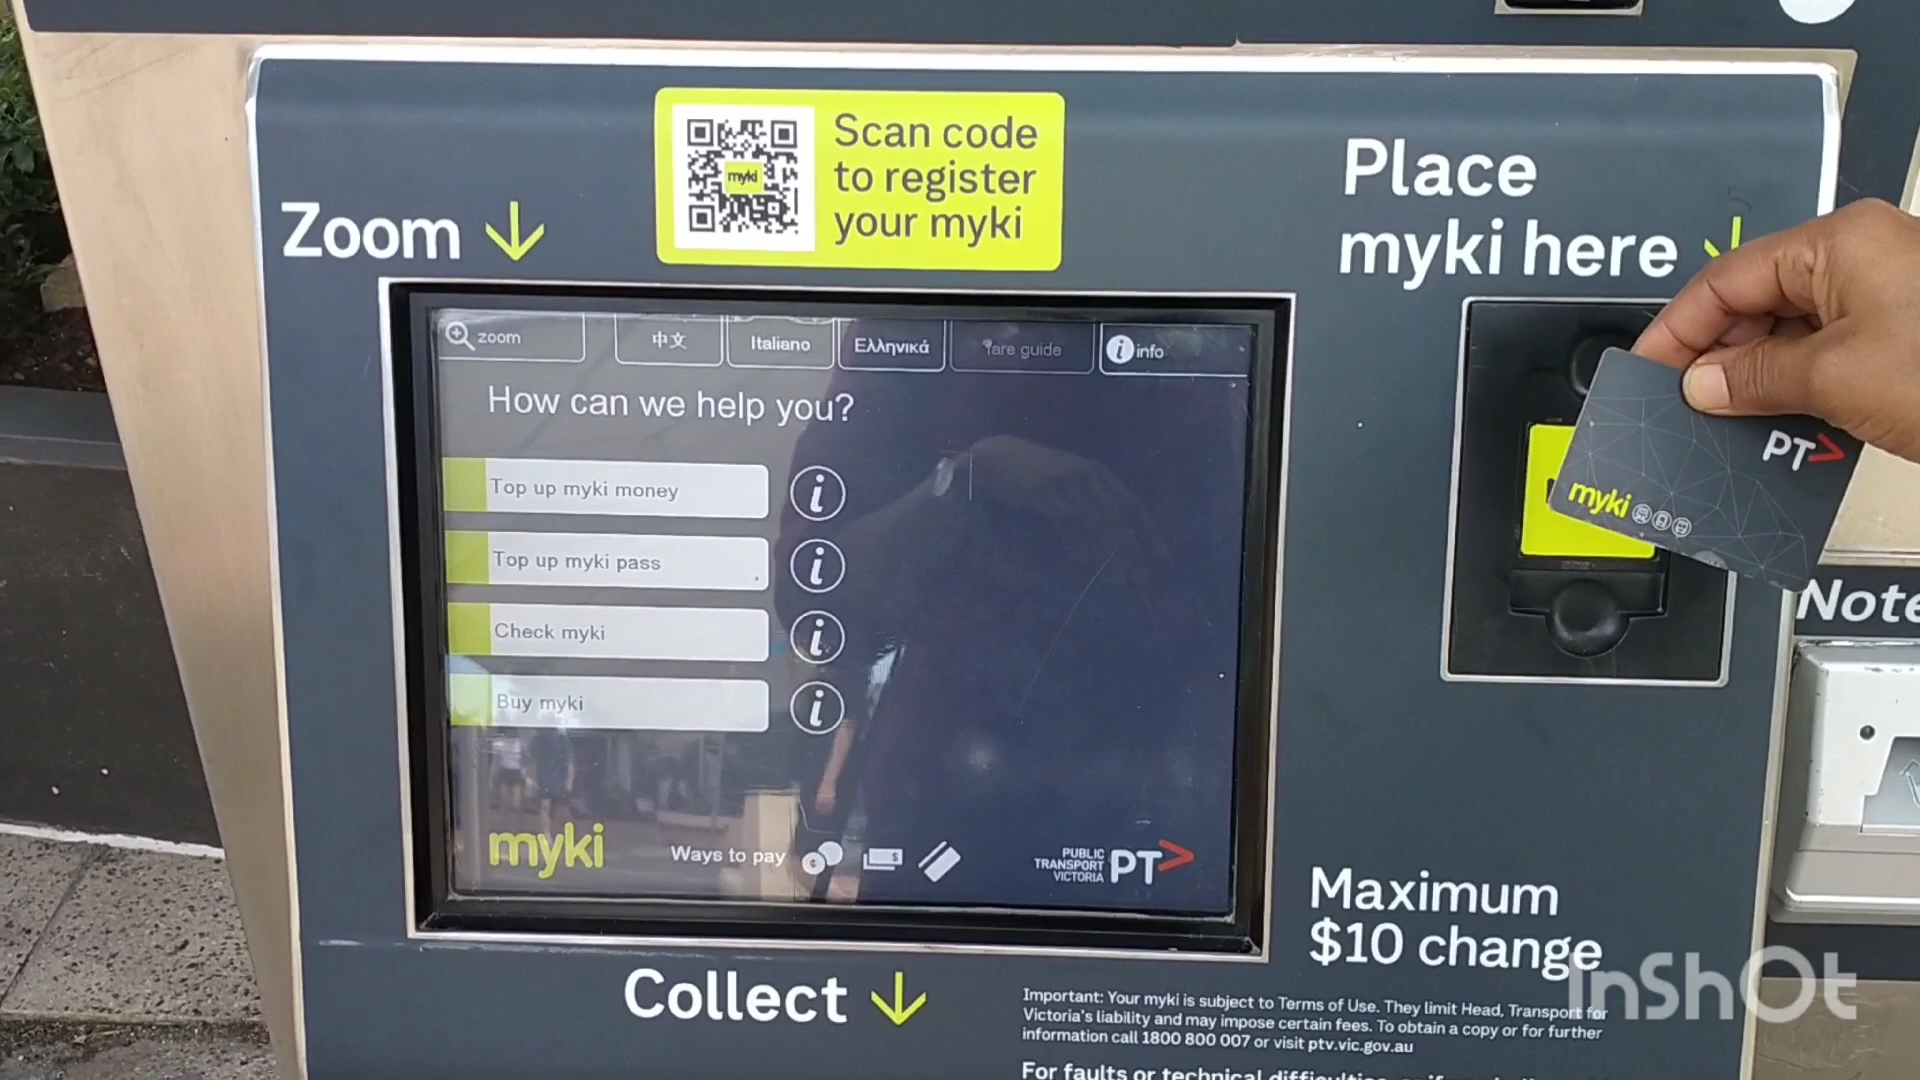 Scan code
to register
your myki
myki
Zoom
Place
myki here
zoom
中文
Italiano
Ελληνικά
fare guide
info
How can we help you?
Top up myki money
Top up myki pass
Check myki
Buy myki
PT
myki
Note
myki
Ways to pay
PUBLIC
TRANSPORT
VICTORIA
PT
Maximum
$10 change
Collect
Important: Your myki is subject to Terms of Use. They limit Head, Transport for
Victoria's liability and may impose certain fees. To obtain a copy or for further
information call 1800 800 007 or visit ptv.vic.gov.au
For faults or technical
InShOt